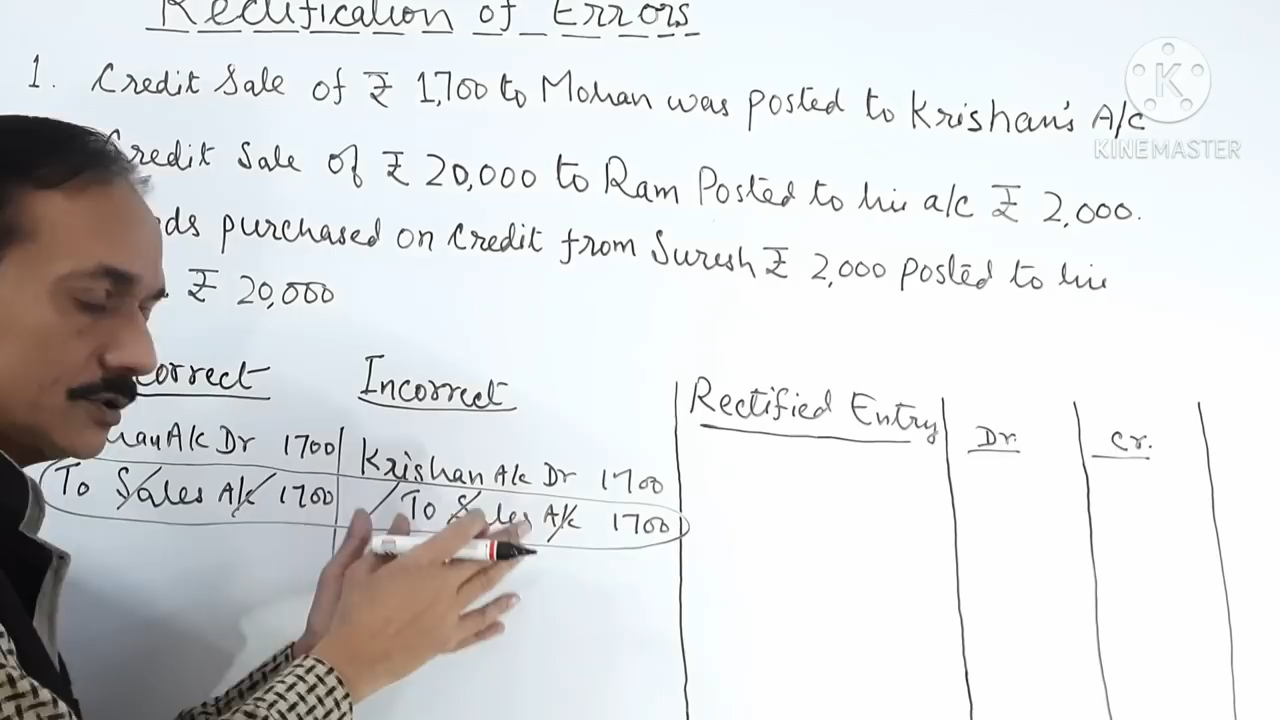 Rectification of Errors
1. Credit Sale of ₹ 1,700 to Mohan was posted to Krishan's A/c
Credit Sale of ₹ 20,000 to Ram Posted to his a/c ₹ 2,000.
purchased on Credit from Suresh ₹ 2,000 posted to his
₹ 20,000
Incorrect
Rectified Entry
Dr.
Cr.
A/c Dr 1700
Krishan A/c Dr 1700
To Sales A/c 1700
To Sales A/c 1700
K
KINEMASTER